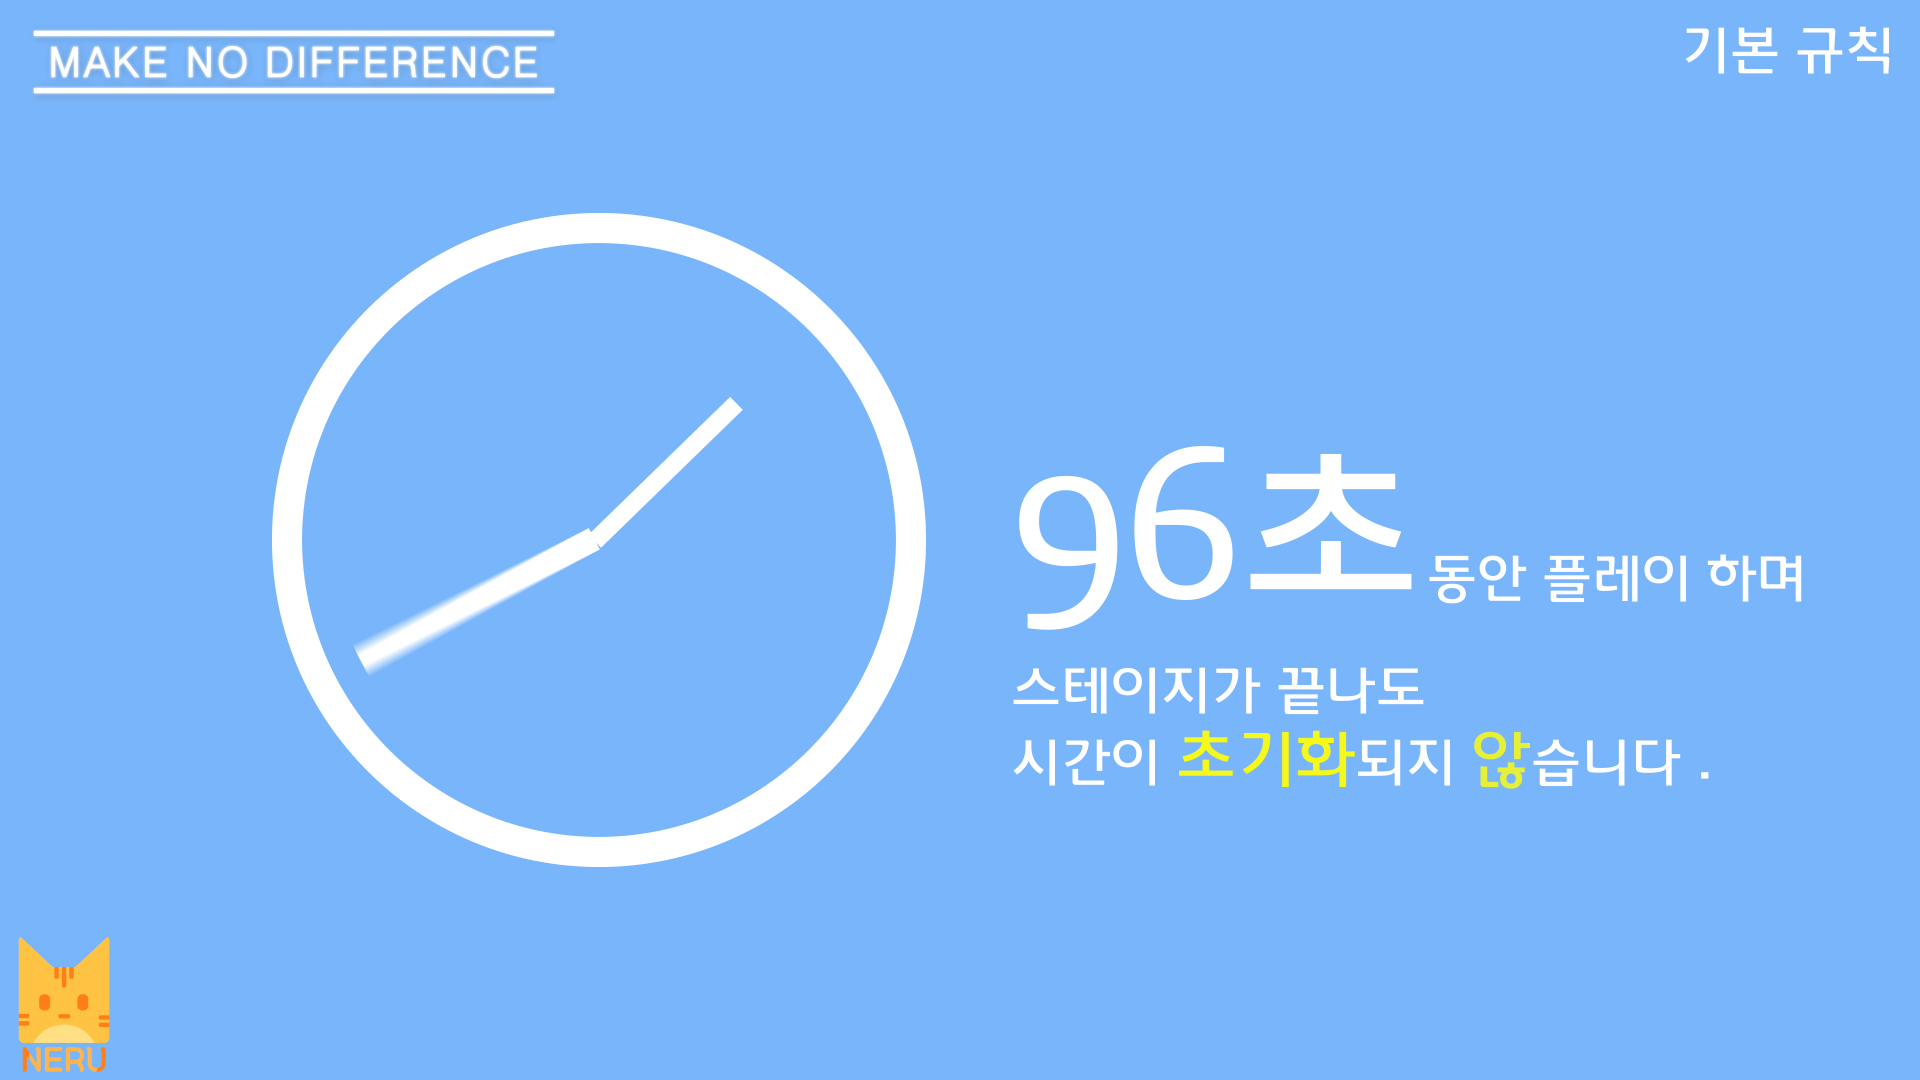 MAKE NO DIFFERENCE
기본 규칙
96초 동안 플레이 하며
스테이지가 끝나도
시간이 초기화되지 않습니다 .
NERU